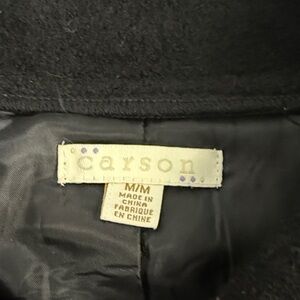 carson
M/M
MADE IN
CHINA
FABRIQUE
EN CHINE